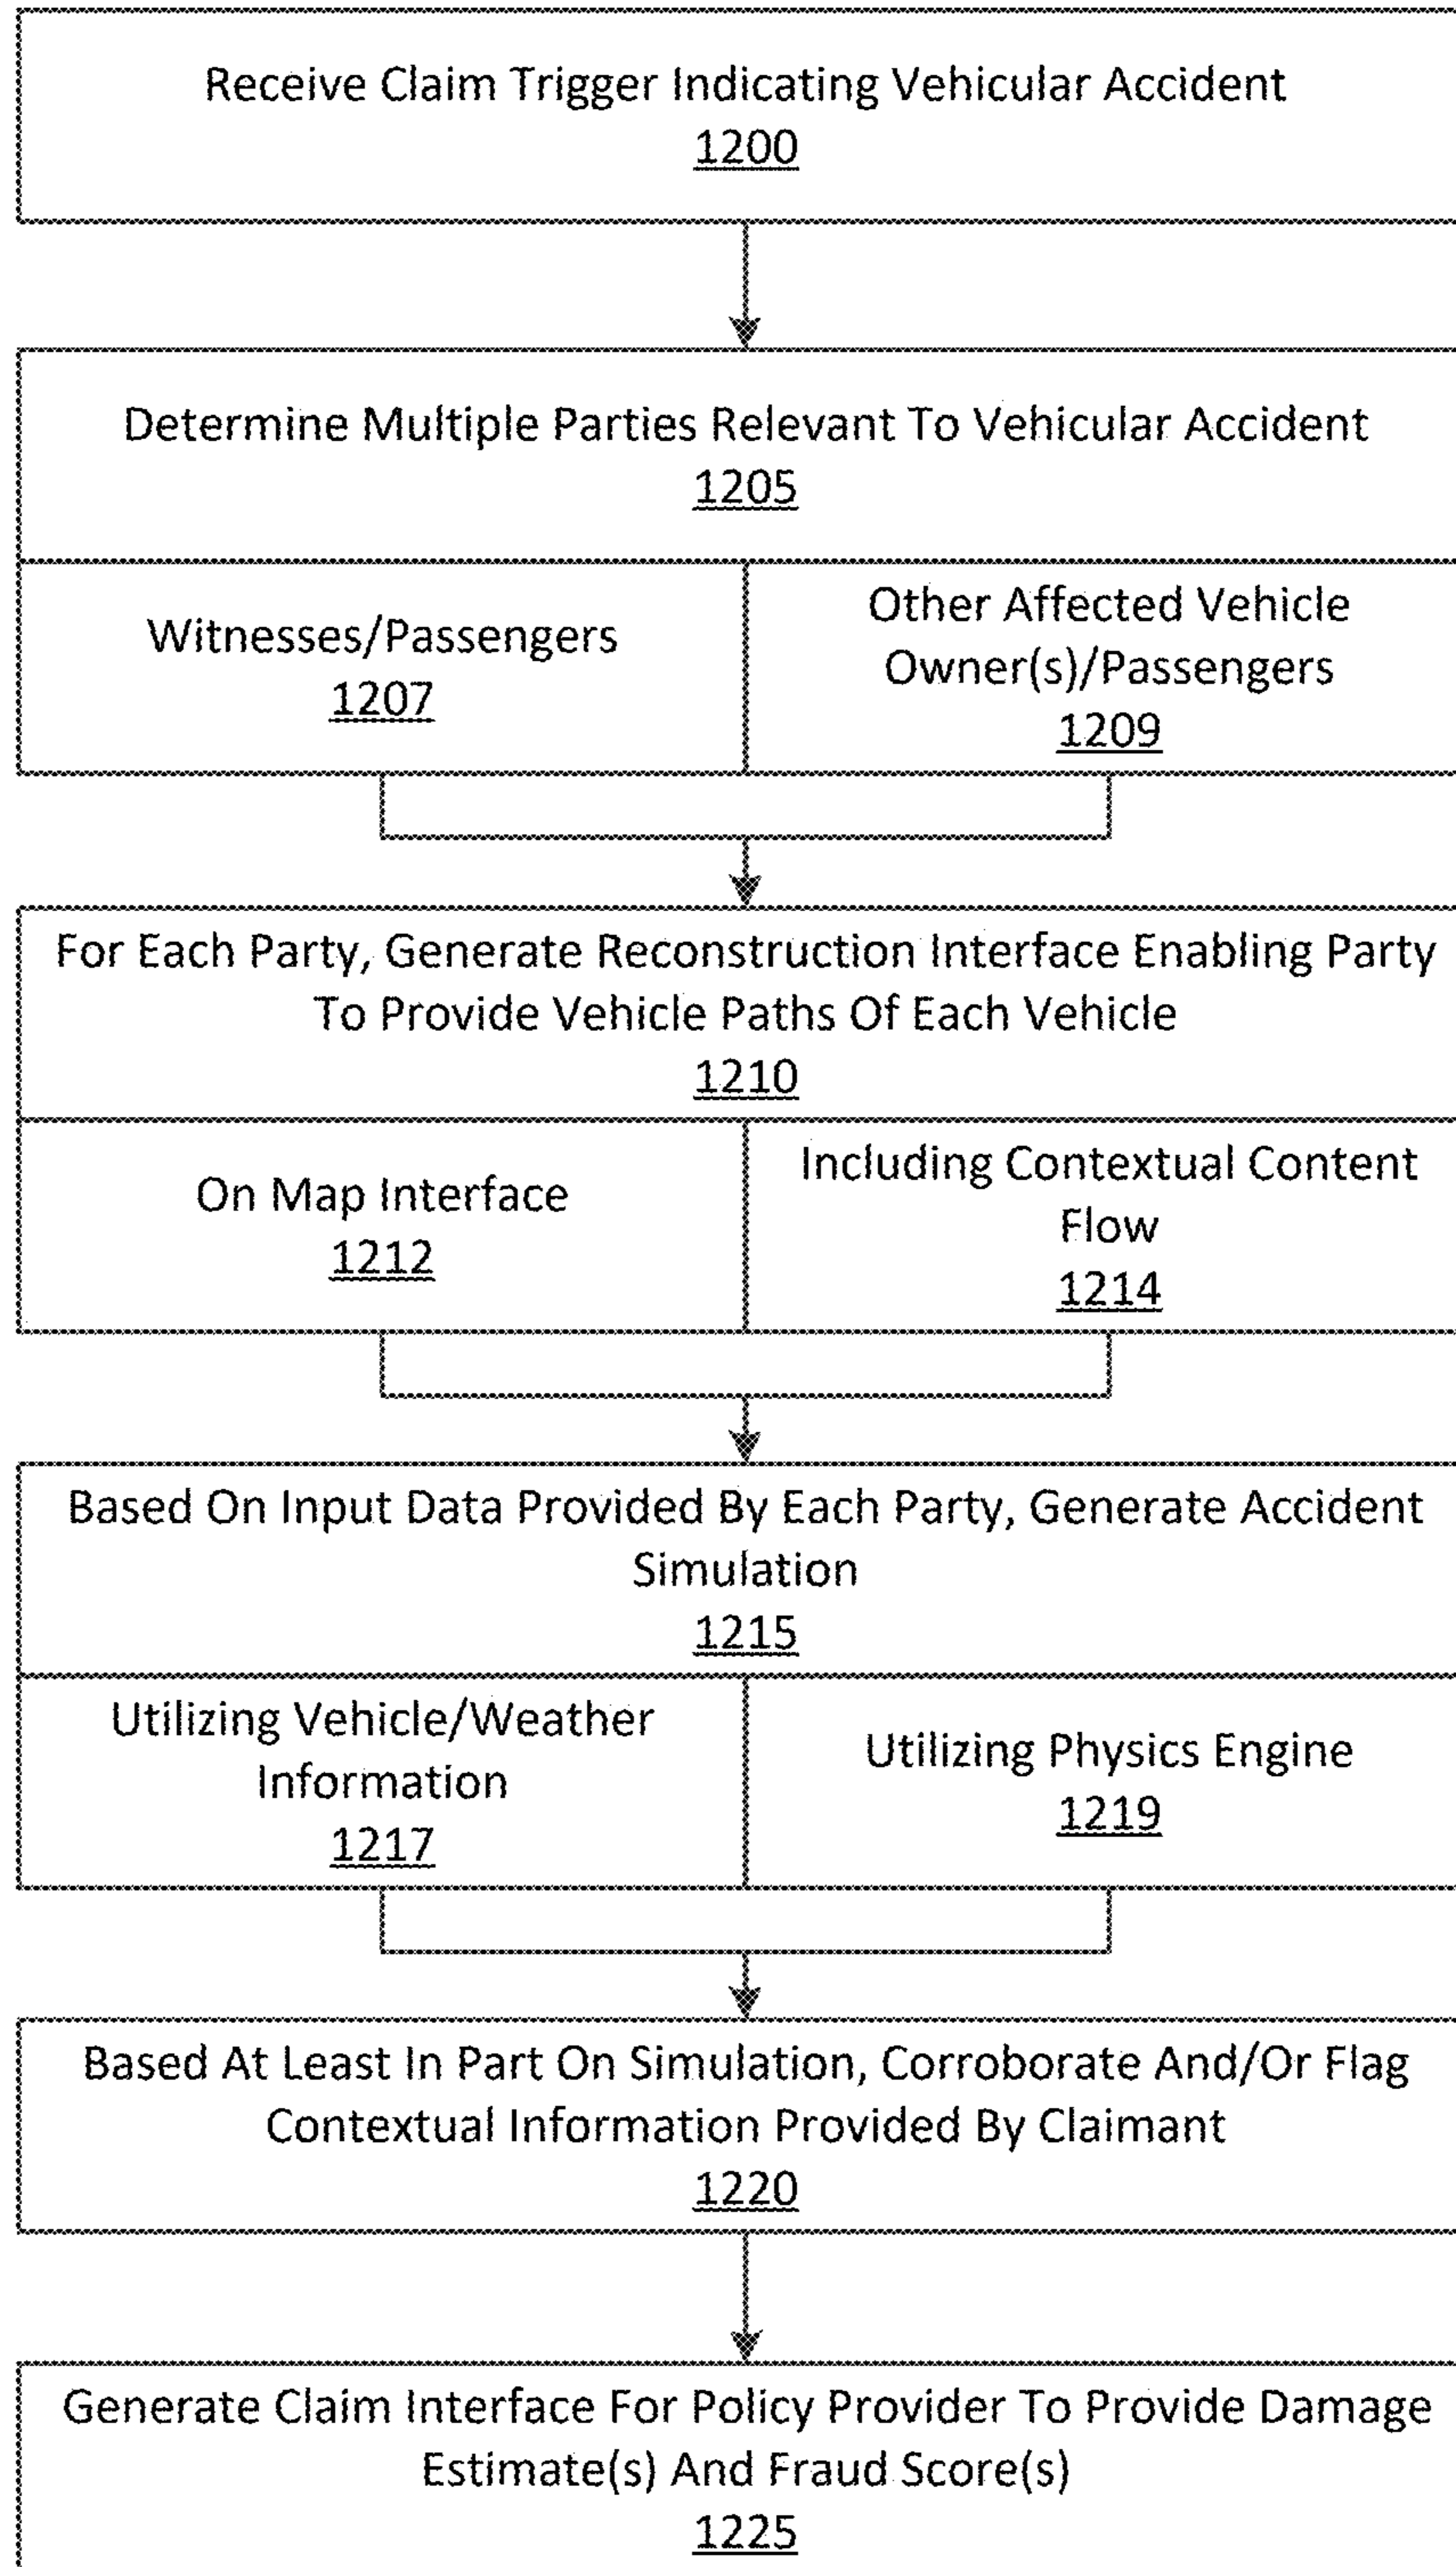 Receive Claim Trigger Indicating Vehicular Accident
1200
Determine Multiple Parties Relevant To Vehicular Accident
1205
Witnesses/Passengers
1207
Other Affected Vehicle
Owner(s)/Passengers
1209
For Each Party, Generate Reconstruction Interface Enabling Party
To Provide Vehicle Paths Of Each Vehicle
1210
On Map Interface
1212
Including Contextual Content
Flow
1214
Based On Input Data Provided By Each Party, Generate Accident
Simulation
1215
Utilizing Vehicle/Weather
Information
1217
Utilizing Physics Engine
1219
Based At Least In Part On Simulation, Corroborate And/Or Flag
Contextual Information Provided By Claimant
1220
Generate Claim Interface For Policy Provider To Provide Damage
Estimate(s) And Fraud Score(s)
1225